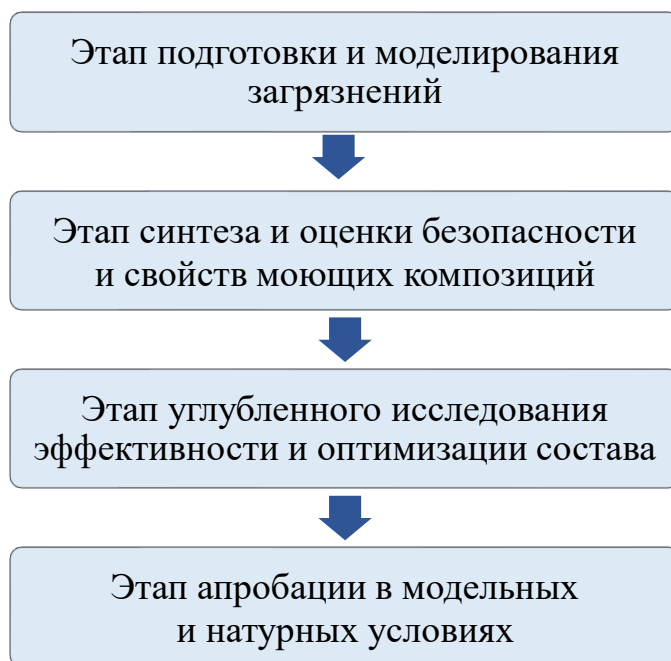 Этап подготовки и моделирования
загрязнений
Этап синтеза и оценки безопасности
и свойств моющих композиций
Этап углубленного исследования
эффективности и оптимизации состава
Этап апробации в модельных
и натурных условиях